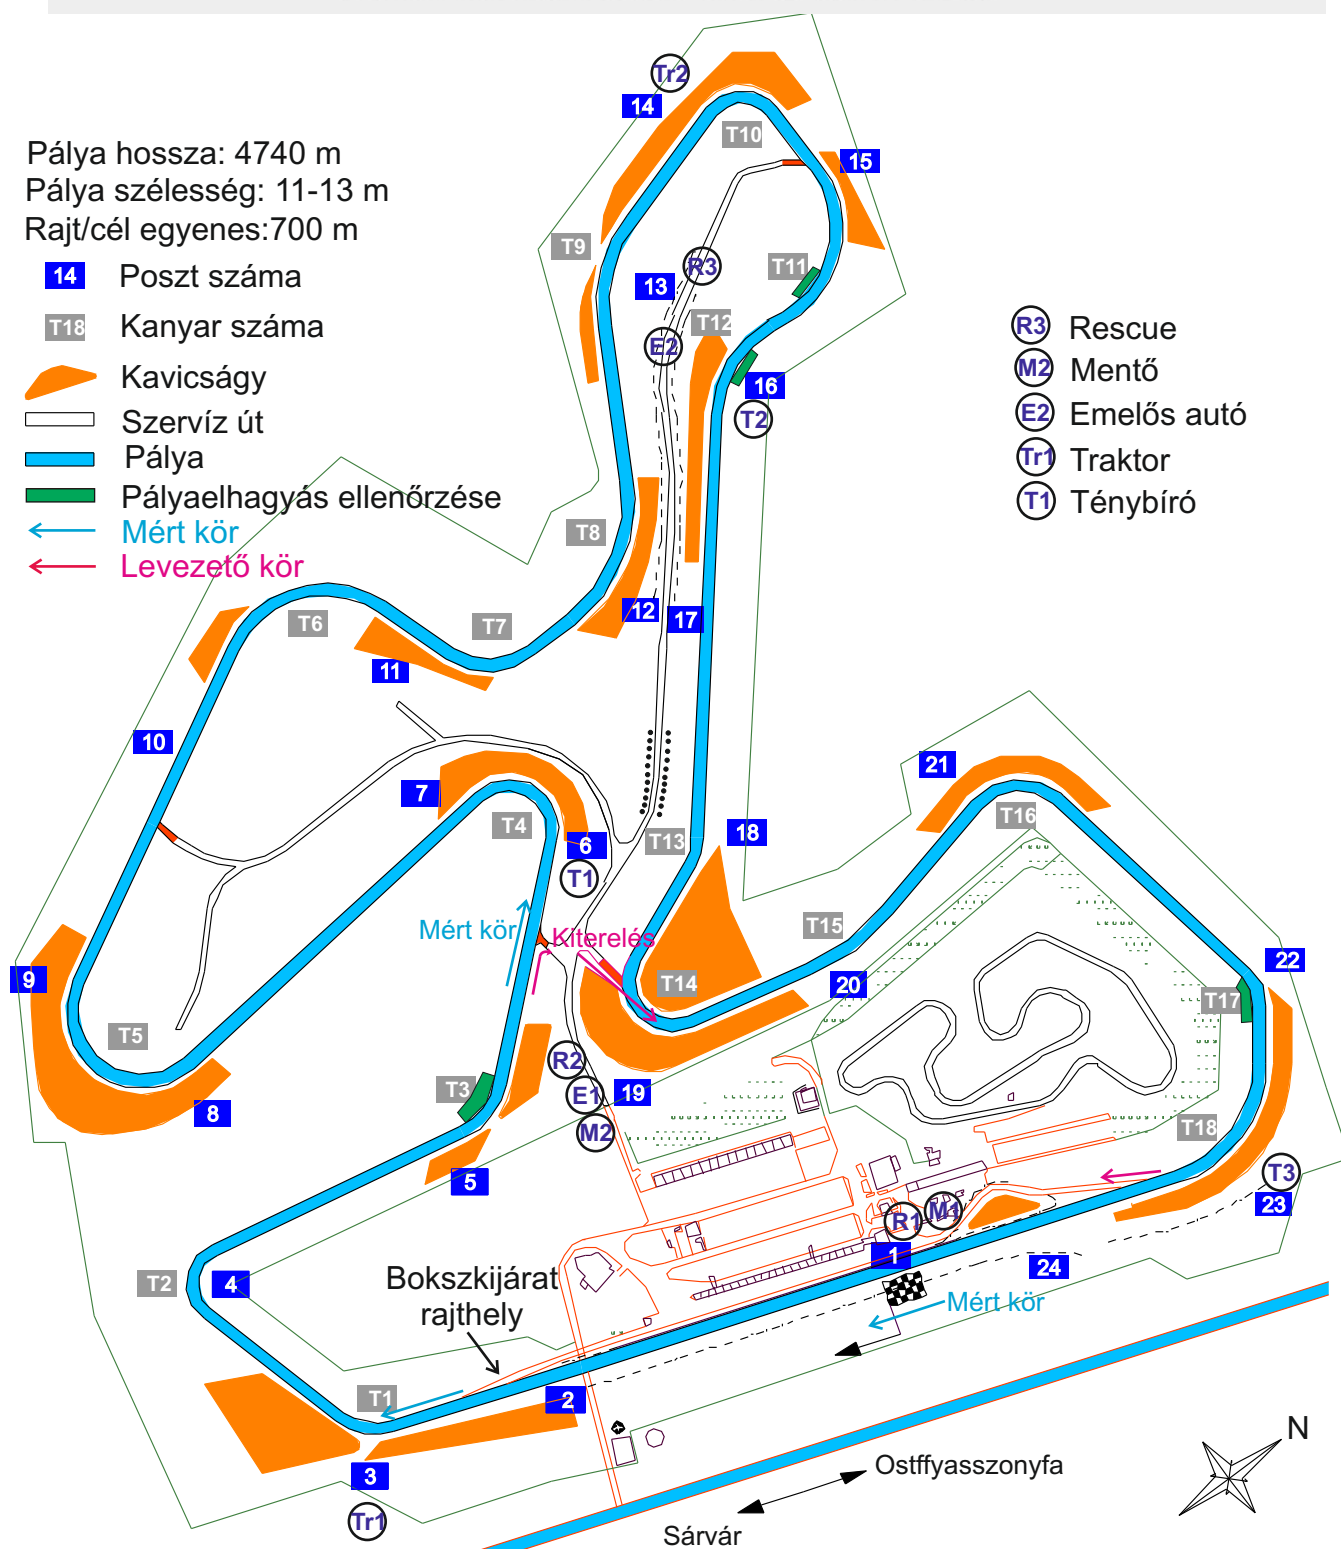 Pálya hossza: 4740 m
Pálya szélesség: 11-13 m
Rajt/cél egyenes:700 m
14 Poszt száma
T18 Kanyar száma
Kavicságy
Szervíz út
Pálya
Pályaelhagyás ellenőrzése
Mért kör
Levezető kör
R3 Rescue
M2 Mentő
E2 Emelős autó
Tr1 Traktor
T1 Ténybíró
Tr2
14
T10
15
T9
R3
T11
13
T12
E2
16
T2
T8
12
17
T6
T7
11
10
21
7
T16
T4
18
6
T13
T1
Mért kör
T15
Kiterelés
22
9
T14
20
T17
T5
R2
T3
E1
19
8
M2
T18
5
T3
23
M1
R1
1
24
T2
4
Bokszkijárat
rajthely
Mért kör
T1
2
N
3
Ostffyasszonyfa
Tr1
Sárvár